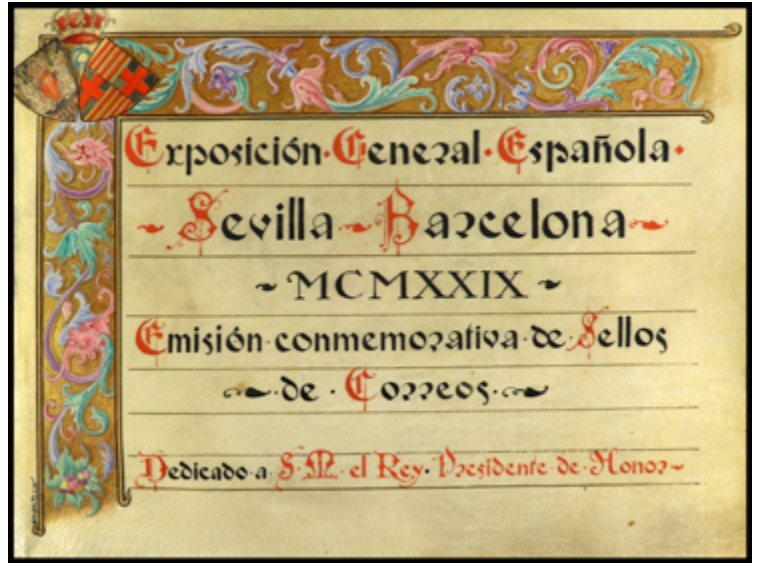 Exposición·General·Española·
Sevilla-Barcelona
~MCMXXIX~
Emisión·conmemorativa·de·Sellos
·de·Correos·
Dedicado·a·S·M·el Rey·Presidente·de·Honor~